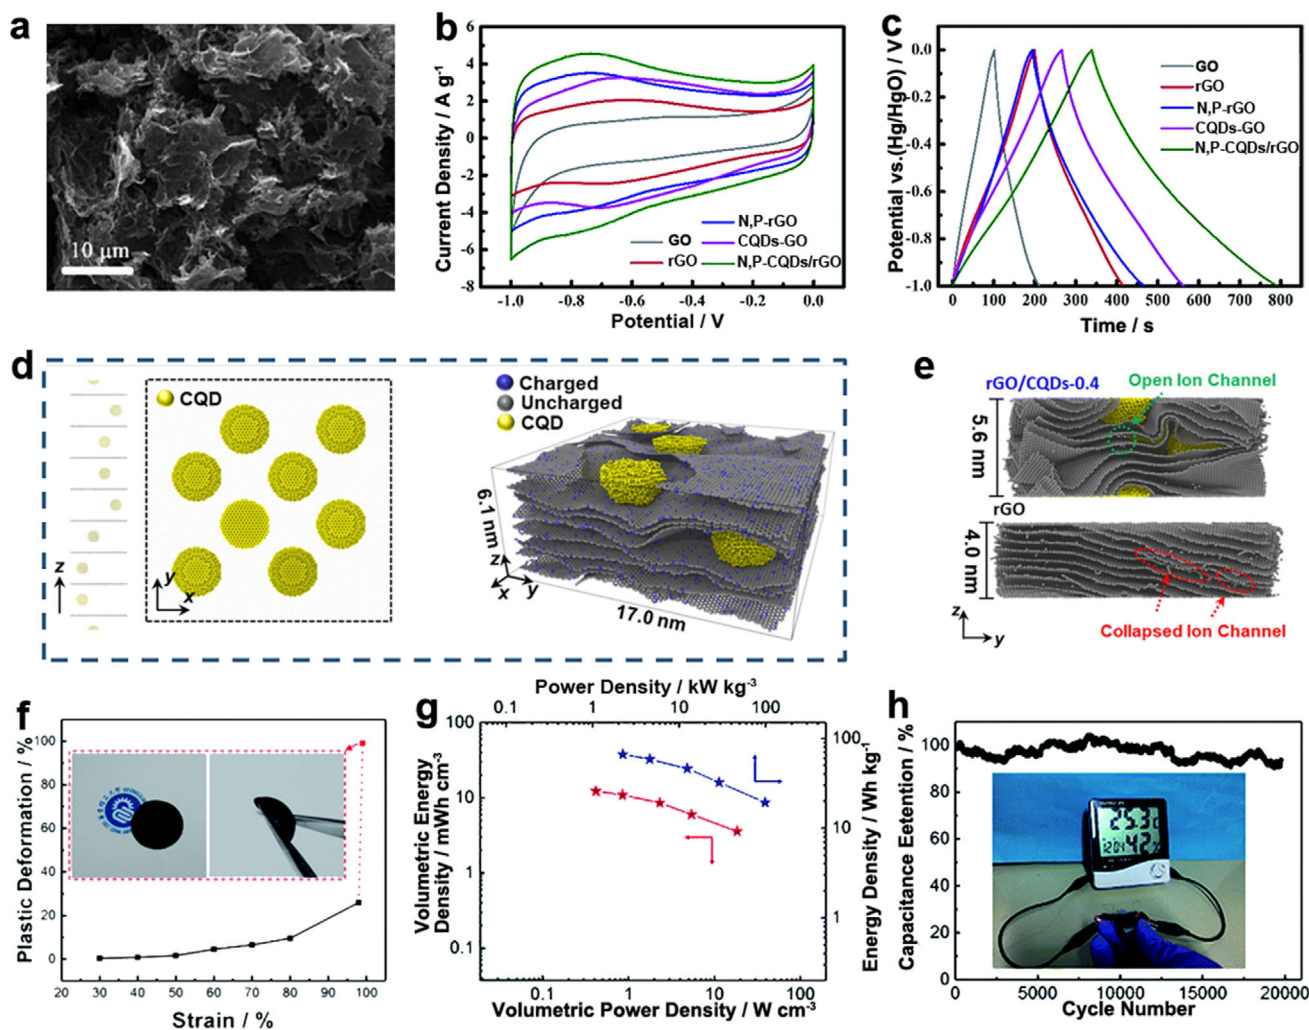 a
10 μm
b
Current Density / A g-1
8
6
4
2
0
-2
-4
-6
-8
-1.0
-0.8
-0.6
-0.4
-0.2
0.0
Potential / V
N,P-rGO
GO
CQDs-GO
rGO
N,P-CQDs/rGO
c
Potential vs.(Hg/HgO) / V
0.0
-0.2
-0.4
-0.6
-0.8
-1.0
0
100
200
300
400
500
600
700
800
Time / s
GO
rGO
N,P-rGO
CQDs-GO
N,P-CQDs/rGO
d
z
CQD
y
x
Charged
Uncharged
CQD
6.1 nm
z
x
y
17.0 nm
e
rGO/CQDs-0.4
Open Ion Channel
5.6 nm
rGO
4.0 nm
z
y
Collapsed Ion Channel
f
Plastic Deformation / %
100
80
60
40
20
0
20
30
40
50
60
70
80
90
100
Strain / %
g
Power Density / kW kg-3
0.1
1
10
100
Volumetric Energy
Density / mWh cm-3
100
10
1
0.1
100
10
1
Energy Density / Wh kg-1
0.1
1
10
100
Volumetric Power Density / W cm-3
h
Capacitance Eetention / %
100
80
60
40
20
0
25.3
C
42
0
5000
10000
15000
20000
Cycle Number